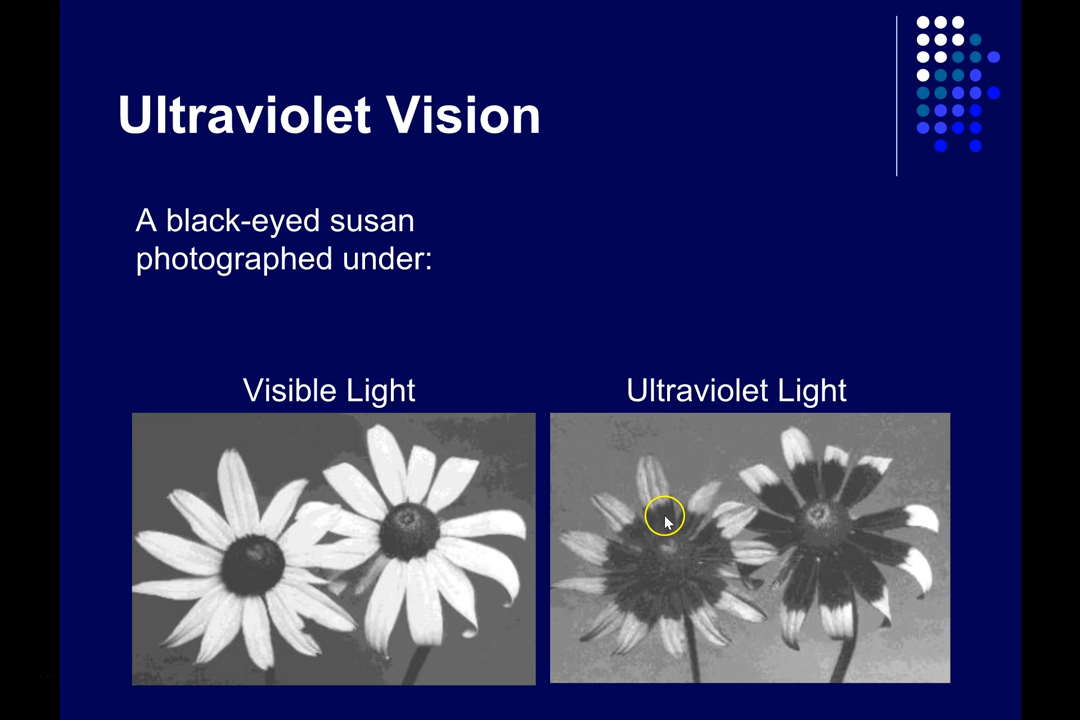 Ultraviolet Vision
A black-eyed susan
photographed under:
Visible Light
Ultraviolet Light